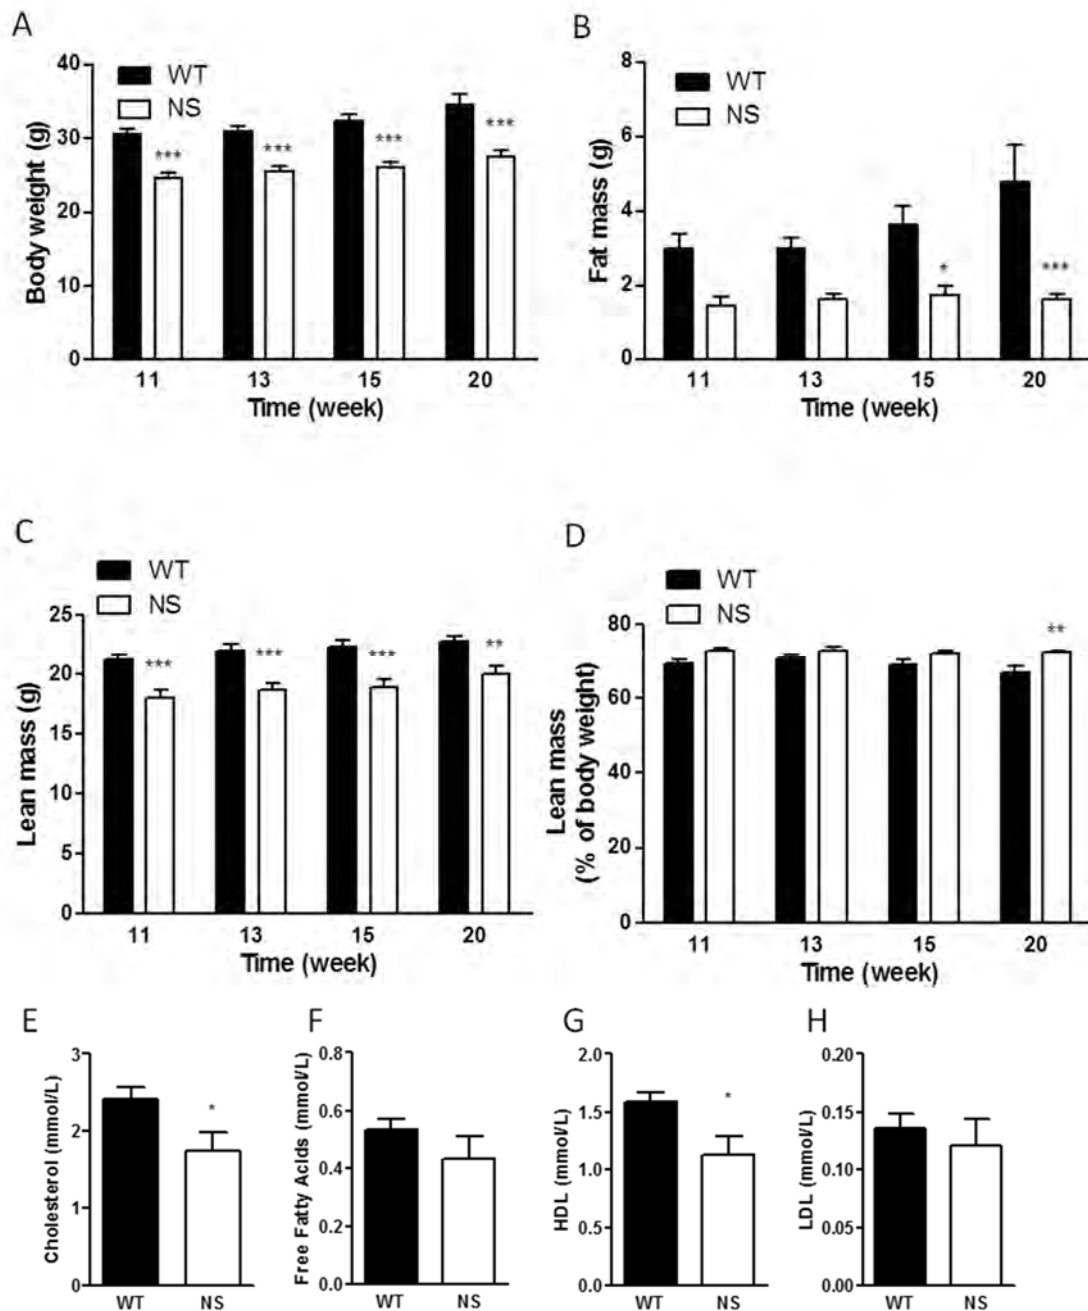 A
WT
NS
40
30
20
10
0
Body weight (g)
***
***
***
***
11 13 15 20
Time (week)
B
WT
NS
8
6
4
2
0
Fat mass (g)
*
***
11 13 15 20
Time (week)
C
WT
NS
25
20
15
10
5
0
Lean mass (g)
***
***
***
**
11 13 15 20
Time (week)
D
WT
NS
80
60
40
20
0
Lean mass
(% of body weight)
**
11 13 15 20
Time (week)
E
3
2
1
0
Cholesterol (mmol/L)
*
WT NS
F
0.8
0.6
0.4
0.2
0.0
Free Fatty Acids (mmol/L)
WT NS
G
2.0
1.5
1.0
0.5
0.0
HDL (mmol/L)
*
WT NS
H
0.20
0.15
0.10
0.05
0.00
LDL (mmol/L)
WT NS